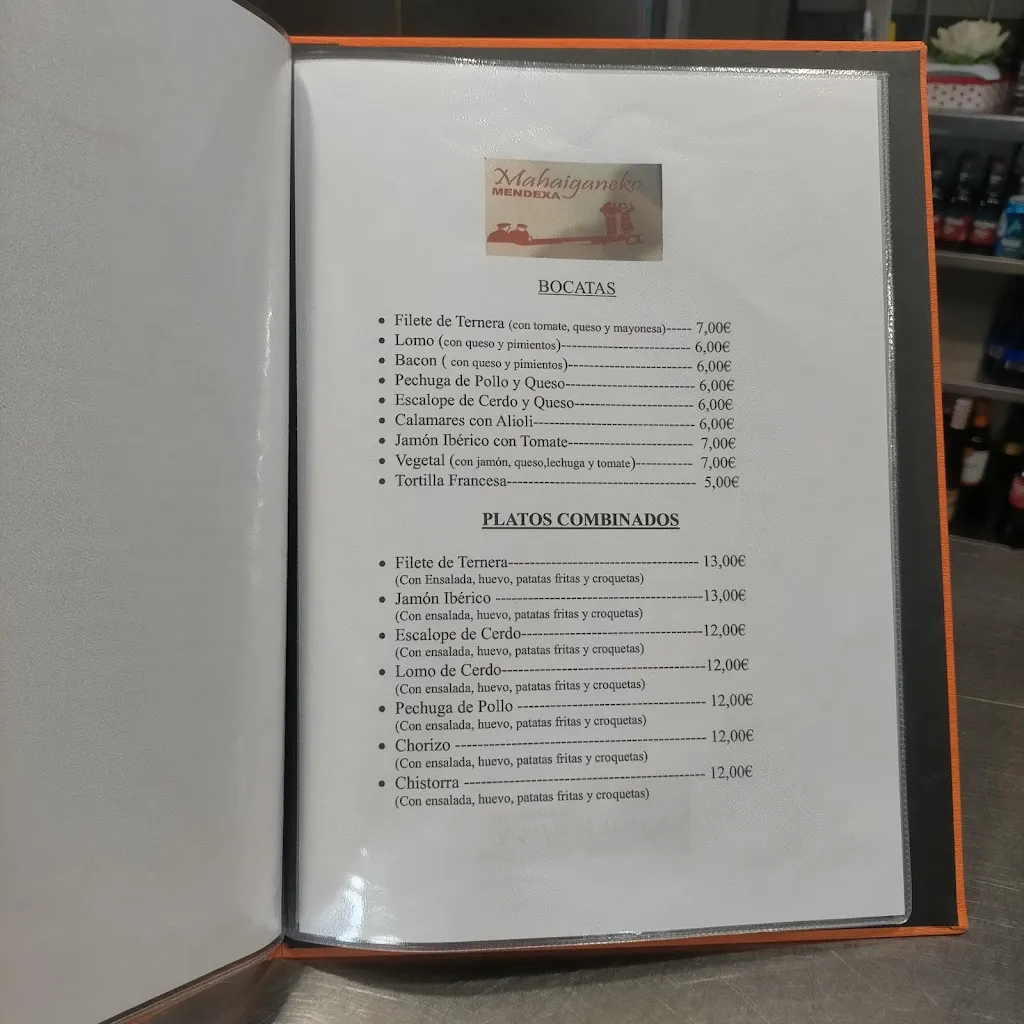 Mahaiganeko
MENDEXA
BOCATAS
• Filete de Ternera (con tomate, queso y mayonesa)----- 7,00€
• Lomo (con queso y pimientos)----------------------- 6,00€
• Bacon ( con queso y pimientos)---------------------- 6,00€
• Pechuga de Pollo y Queso----------------------- 6,00€
• Escalope de Cerdo y Queso--------------------- 6,00€
• Calamares con Alioli---------------------------- 6,00€
• Jamón Ibérico con Tomate---------------------- 7,00€
• Vegetal (con jamón, queso,lechuga y tomate)----------- 7,00€
• Tortilla Francesa--------------------------------- 5,00€
PLATOS COMBINADOS
• Filete de Ternera---------------------------------- 13,00€
(Con Ensalada, huevo, patatas fritas y croquetas)
• Jamón Ibérico -------------------------------------13,00€
(Con ensalada, huevo, patatas fritas y croquetas)
• Escalope de Cerdo--------------------------------12,00€
(Con ensalada, huevo, patatas fritas y croquetas)
• Lomo de Cerdo------------------------------------12,00€
(Con ensalada, huevo, patatas fritas y croquetas)
• Pechuga de Pollo --------------------------------- 12,00€
(Con ensalada, huevo, patatas fritas y croquetas)
• Chorizo -------------------------------------------- 12,00€
(Con ensalada, huevo, patatas fritas y croquetas)
• Chistorra ------------------------------------------- 12,00€
(Con ensalada, huevo, patatas fritas y croquetas)